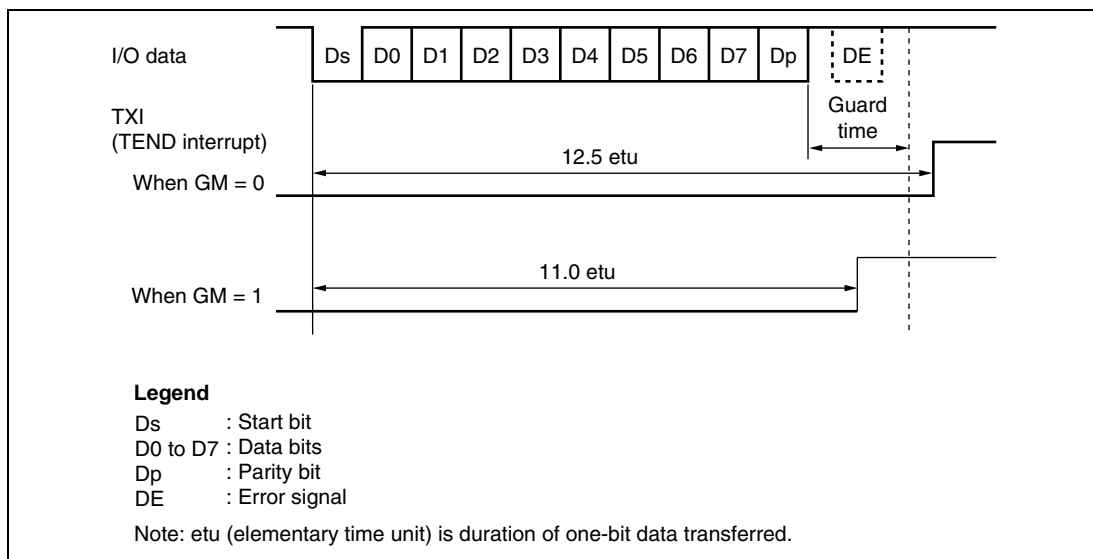 I/O data
Ds D0 D1 D2 D3 D4 D5 D6 D7 Dp DE
TXI
(TEND interrupt)
Guard
time
12.5 etu
When GM = 0
11.0 etu
When GM = 1
Legend
Ds : Start bit
D0 to D7 : Data bits
Dp : Parity bit
DE : Error signal
Note: etu (elementary time unit) is duration of one-bit data transferred.